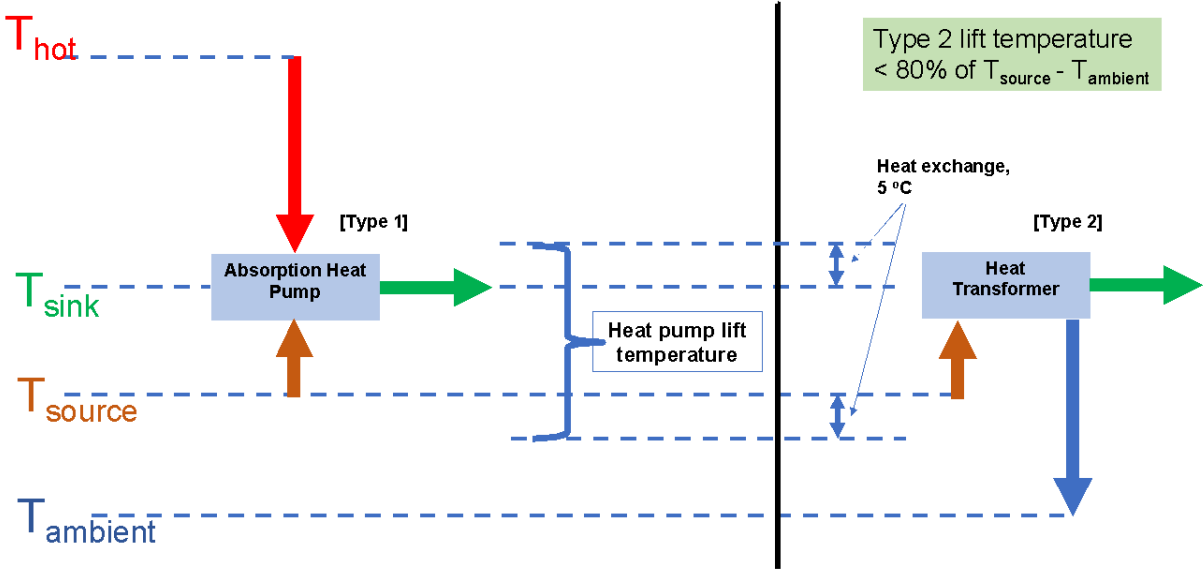 T_hot
Type 2 lift temperature
< 80% of T_source - T_ambient
Heat exchange,
5 ºC
[Type 1]
[Type 2]
Absorption Heat
Pump
Heat
Transformer
T_sink
Heat pump lift
temperature
T_source
T_ambient